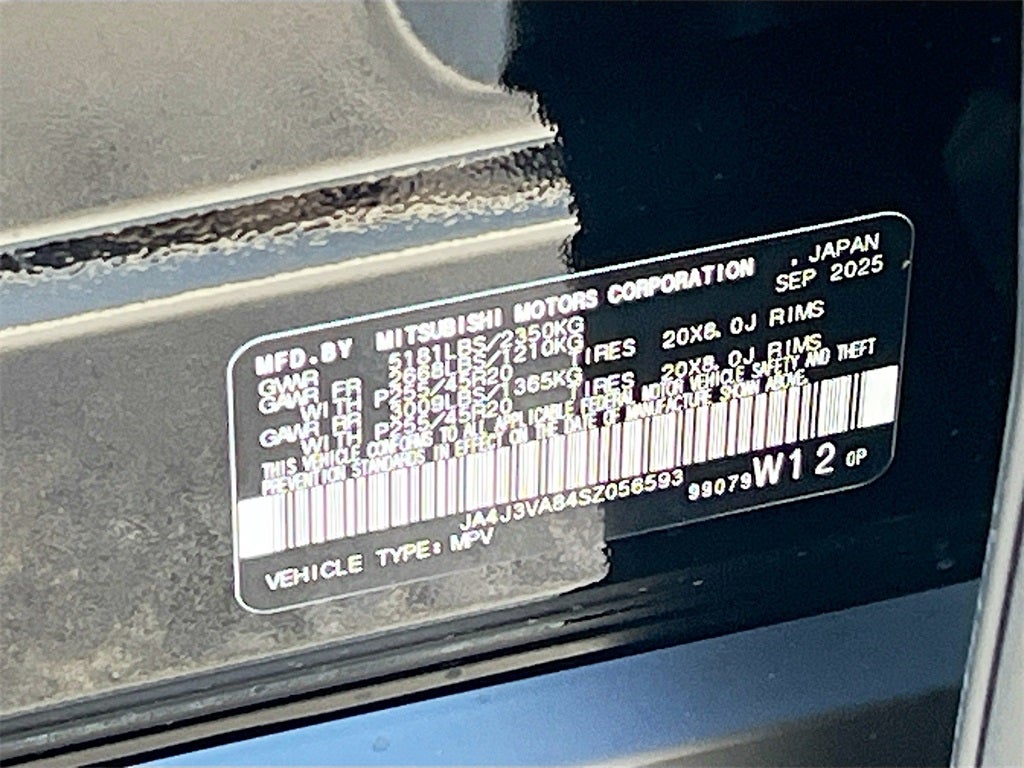 MFD.BY MITSUBISHI MOTORS CORPORATION . JAPAN
SEP 2025
GVWR 5181LBS/2350KG
GAWR FR 2668LBS/1210KG
WITH P255/45R20 TIRES 20X8.0J RIMS
GAWR RR 3009LBS/1365KG
WITH P255/45R20 TIRES 20X8.0J RIMS
THIS VEHICLE CONFORMS TO ALL APPLICABLE FEDERAL MOTOR VEHICLE SAFETY AND THEFT
PREVENTION STANDARDS IN EFFECT ON THE DATE OF MANUFACTURE SHOWN ABOVE.
JA4J3VA84SZ056593 99079 W12 0P
VEHICLE TYPE: MPV